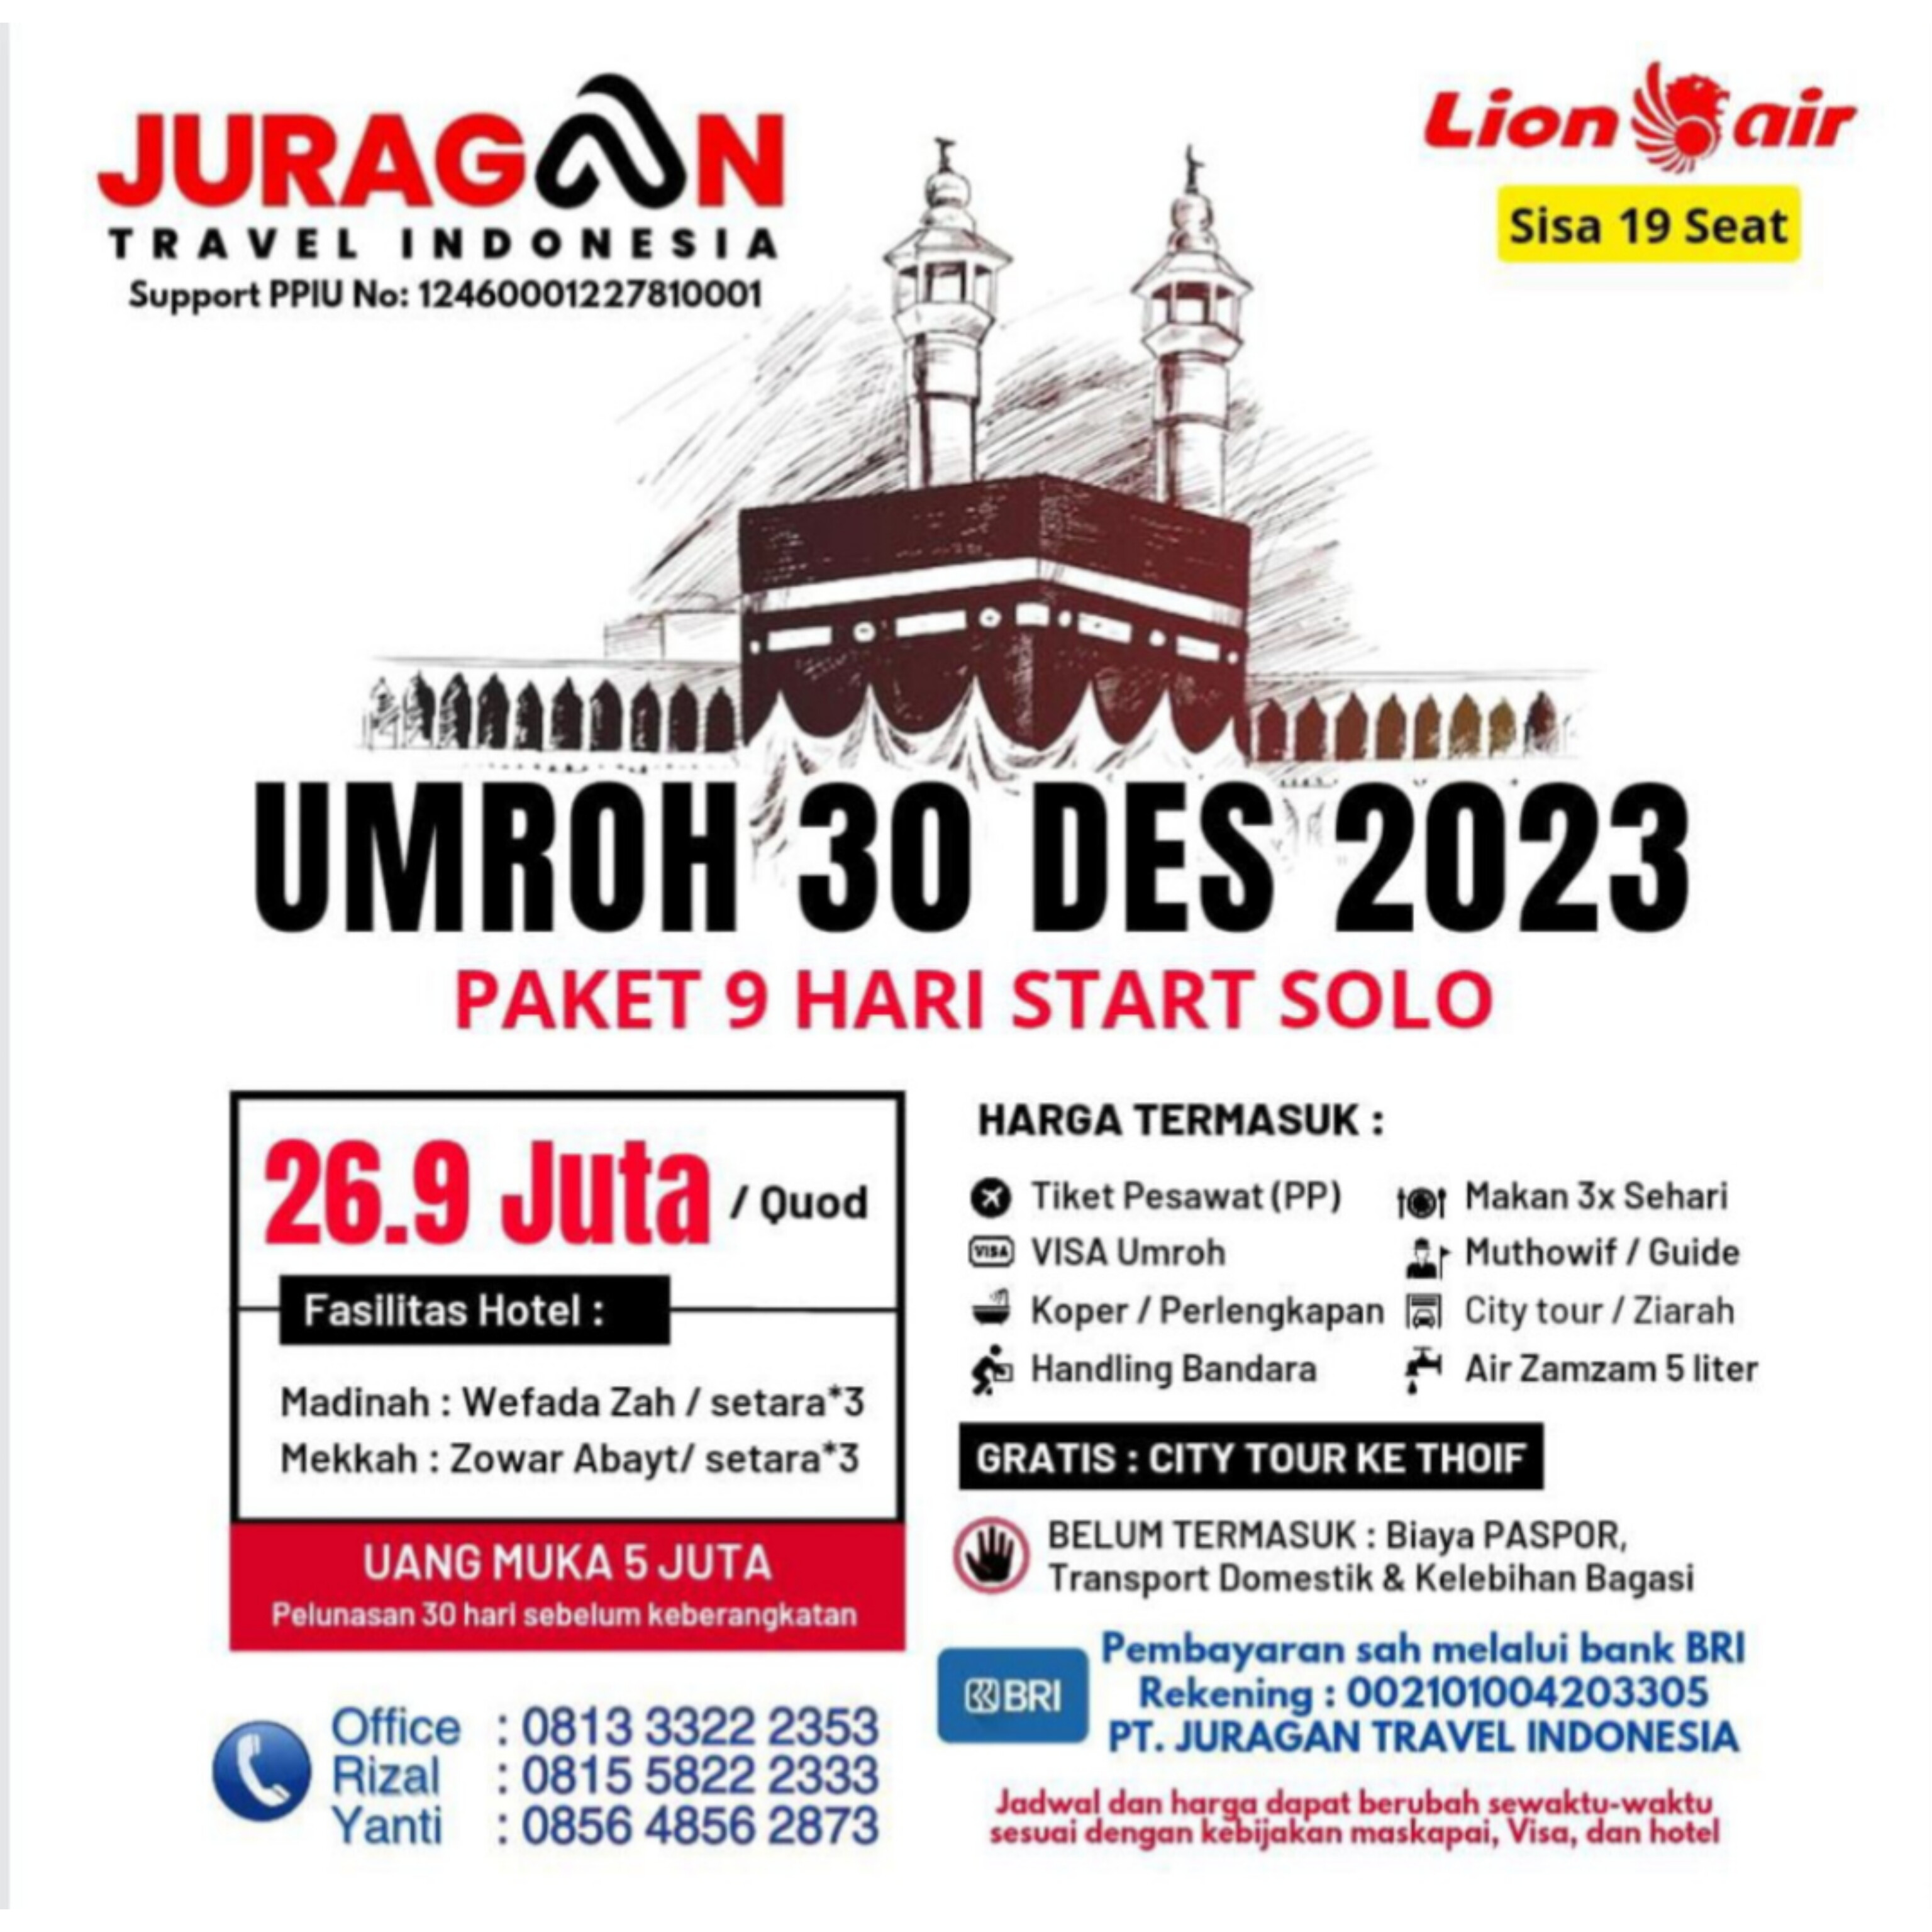 JURAGAN
TRAVEL INDONESIA
Support PPIU No: 12460001227810001
Lion air
Sisa 19 Seat
UMROH 30 DES 2023
PAKET 9 HARI START SOLO
26.9 Juta / Quod
Fasilitas Hotel :
Madinah : Wefada Zah / setara*3
Mekkah : Zowar Abayt/ setara*3
UANG MUKA 5 JUTA
Pelunasan 30 hari sebelum keberangkatan
HARGA TERMASUK :
Tiket Pesawat (PP)
VISA
VISA Umroh
Koper / Perlengkapan
Handling Bandara
Makan 3x Sehari
Muthowif / Guide
City tour / Ziarah
Air Zamzam 5 liter
GRATIS : CITY TOUR KE THOIF
BELUM TERMASUK : Biaya PASPOR,
Transport Domestik & Kelebihan Bagasi
BRI
Pembayaran sah melalui bank BRI
Rekening : 002101004203305
PT. JURAGAN TRAVEL INDONESIA
Office : 0813 3322 2353
Rizal : 0815 5822 2333
Yanti : 0856 4856 2873
Jadwal dan harga dapat berubah sewaktu-waktu
sesuai dengan kebijakan maskapai, Visa, dan hotel